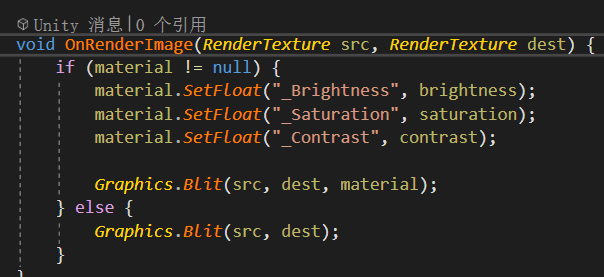 Unity 消息|0 个引用
void OnRenderImage(RenderTexture src, RenderTexture dest) {
    if (material != null) {
        material.SetFloat("_Brightness", brightness);
        material.SetFloat("_Saturation", saturation);
        material.SetFloat("_Contrast", contrast);

        Graphics.Blit(src, dest, material);
    } else {
        Graphics.Blit(src, dest);
    }
}